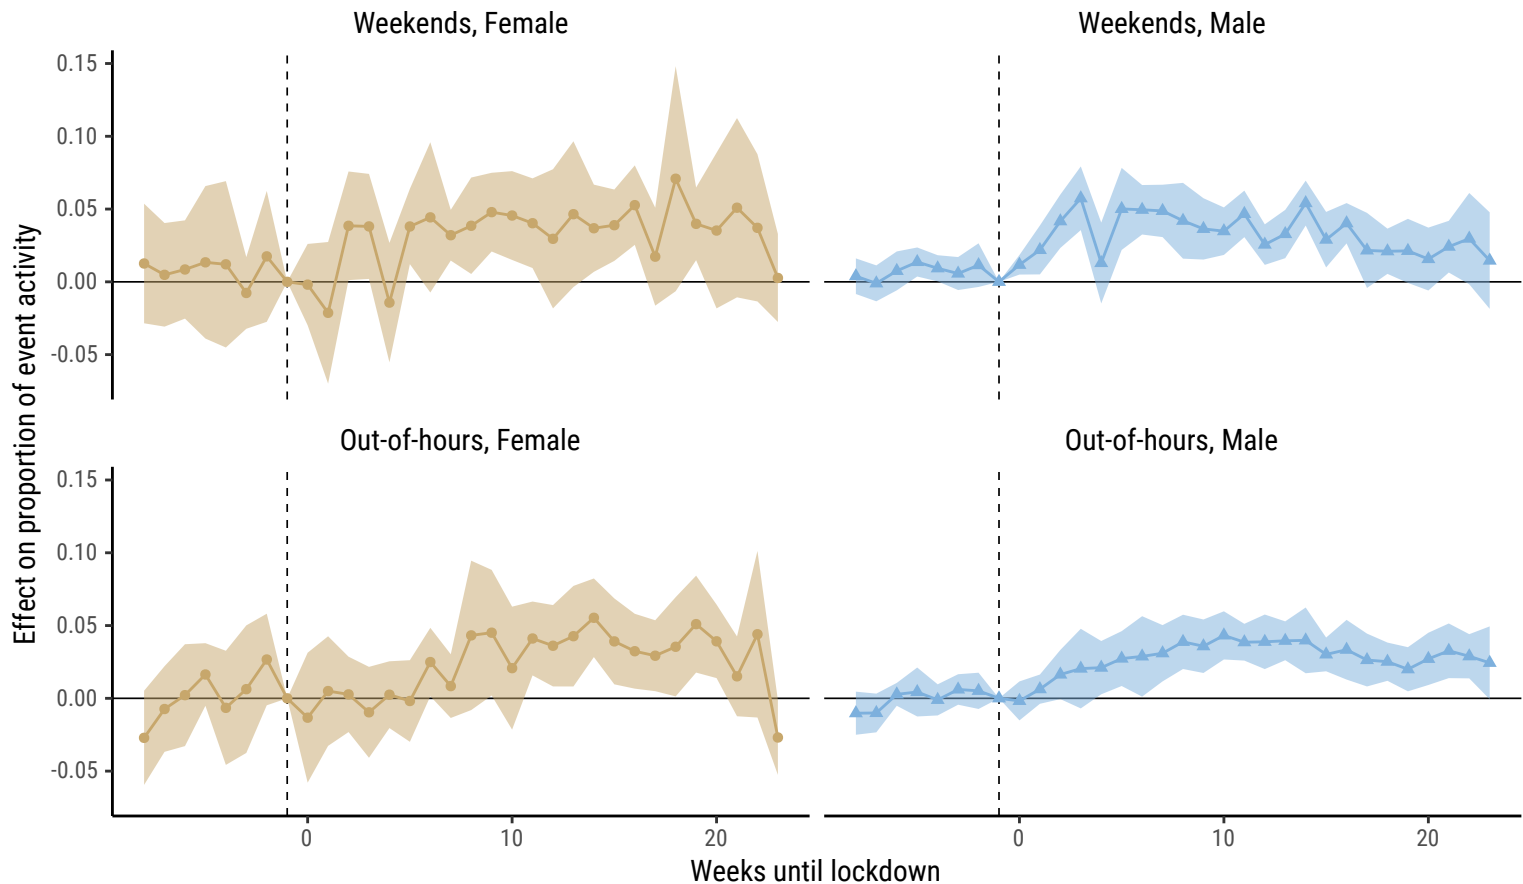 Weekends, Female
Weekends, Male
0.15
0.10
0.05
0.00
-0.05
Effect on proportion of event activity
Out-of-hours, Female
Out-of-hours, Male
0.15
0.10
0.05
0.00
-0.05
0 10 20
0 10 20
Weeks until lockdown